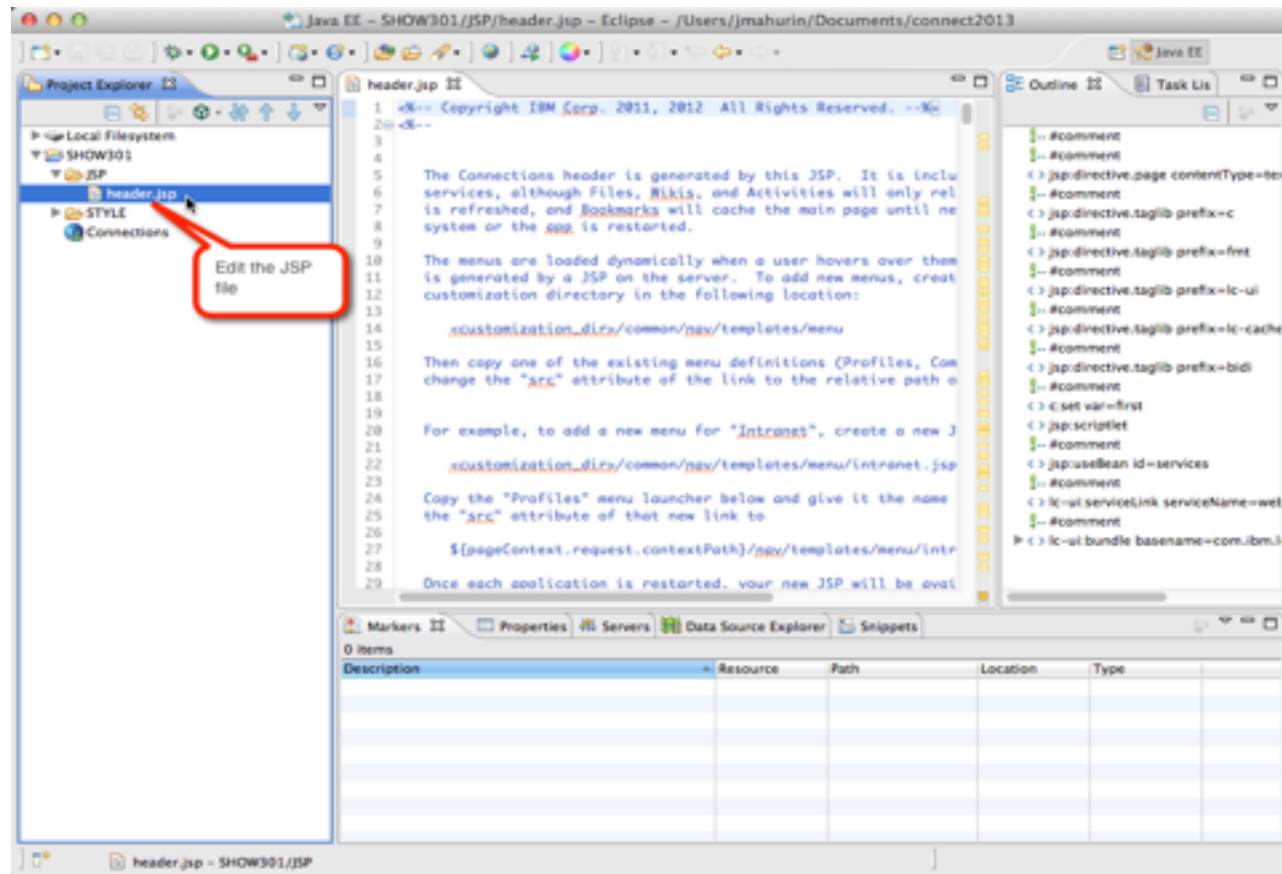 Java EE – SHOW301/JSP/header.jsp – Eclipse – /Users/jmahurin/Documents/connect2013
Java EE
Project Explorer
Local Filesystem
SHOW301
JSP
header.jsp
STYLE
Connections
Edit the JSP
file
header.jsp
1 <%-- Copyright IBM Corp. 2011, 2012 All Rights Reserved. --%>
2 <%--
3
4
5 The Connections header is generated by this JSP. It is inclu
6 services, although Files, Wikis, and Activities will only rel
7 is refreshed, and Bookmarks will cache the main page until ne
8 system or the app is restarted.
9
10 The menus are loaded dynamically when a user hovers over them
11 is generated by a JSP on the server. To add new menus, creat
12 customization directory in the following location:
13
14 <customization_dir>/common/nav/templates/menu
15
16 Then copy one of the existing menu definitions (Profiles, Com
17 change the "src" attribute of the link to the relative path o
18
19
20 For example, to add a new menu for "Intranet", create a new J
21
22 <customization_dir>/common/nav/templates/menu/intranet.jsp
23
24 Copy the "Profiles" menu launcher below and give it the name
25 the "src" attribute of that new link to
26
27 ${pageContext.request.contextPath}/nav/templates/menu/intr
28
29 Once each application is restarted, your new JSP will be avai
Outline
Task Lis
#comment
#comment
jsp:directive.page contentType=te
#comment
jsp:directive.taglib prefix=c
#comment
jsp:directive.taglib prefix=fmt
#comment
jsp:directive.taglib prefix=lc-ui
#comment
jsp:directive.taglib prefix=lc-cache
#comment
jsp:directive.taglib prefix=bidi
#comment
c:set var=first
jsp:scriptlet
#comment
jsp:useBean id=services
#comment
lc-ui:serviceLink serviceName=wel
#comment
lc-ui:bundle basename=com.ibm.l
Markers
Properties
Servers
Data Source Explorer
Snippets
0 items
Description
Resource
Path
Location
Type
header.jsp – SHOW301/JSP